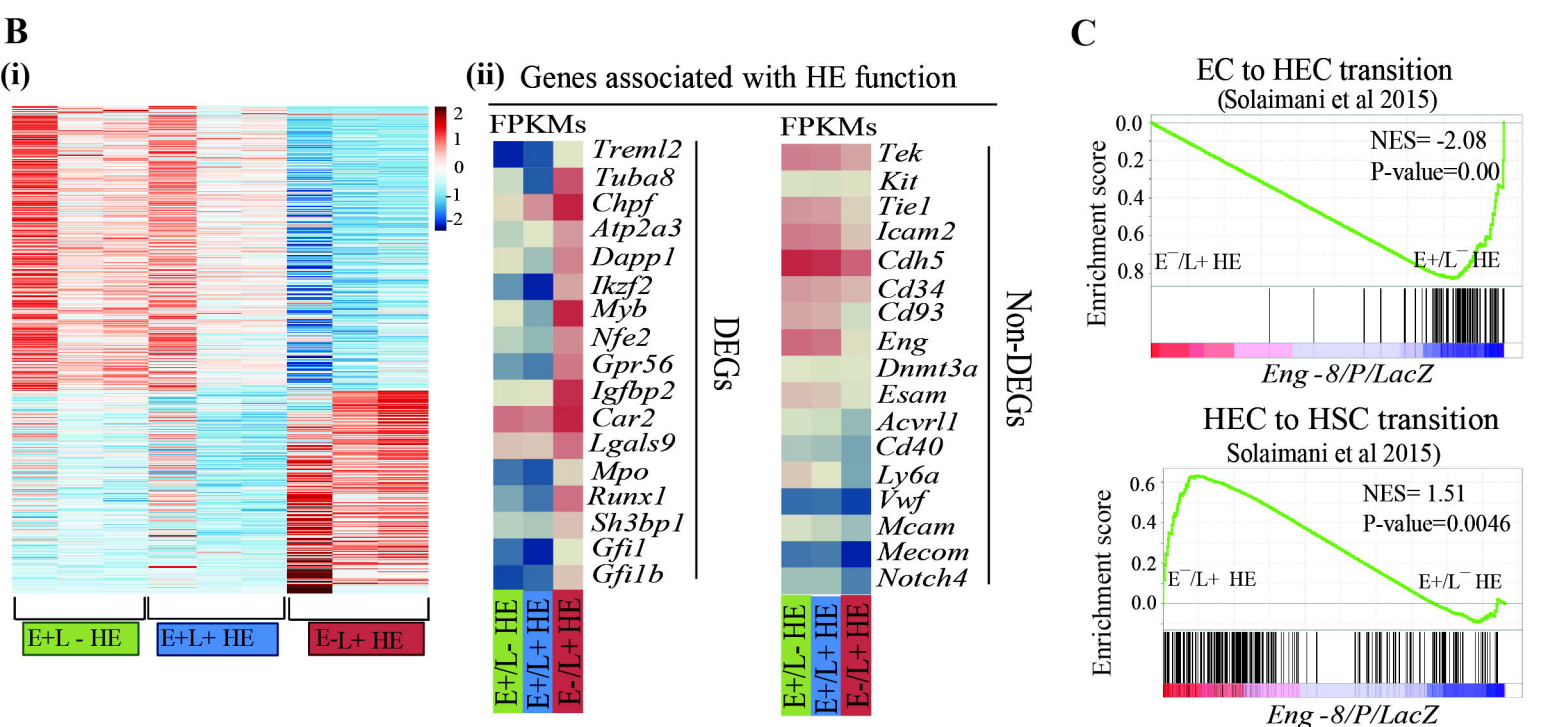 B
(i)
2
1
0
-1
-2
E+L - HE
E+L+ HE
E-L+ HE
(ii) Genes associated with HE function
FPKMs
Treml2
Tuba8
Chpf
Atp2a3
Dapp1
Ikzf2
Myb
Nfe2
Gpr56
Igfbp2
Car2
Lgals9
Mpo
Runx1
Sh3bp1
Gfi1
Gfi1b
DEGs
E+/L- HE
E+/L+ HE
E-/L+ HE
FPKMs
Tek
Kit
Tie1
Icam2
Cdh5
Cd34
Cd93
Eng
Dnmt3a
Esam
Acvrl1
Cd40
Ly6a
Vwf
Mcam
Mecom
Notch4
Non-DEGs
E+/L- HE
E+/L+ HE
E-/L+ HE
C
EC to HEC transition
(Solaimani et al 2015)
Enrichment score
0.0
0.2
0.4
0.6
0.8
NES= -2.08
P-value=0.00
E⁻/L+ HE
E+/L⁻ HE
Eng -8/P/LacZ
HEC to HSC transition
Solaimani et al 2015)
Enrichment score
0.6
0.4
0.2
0.0
NES= 1.51
P-value=0.0046
E⁻/L+ HE
E+/L⁻ HE
Eng -8/P/LacZ